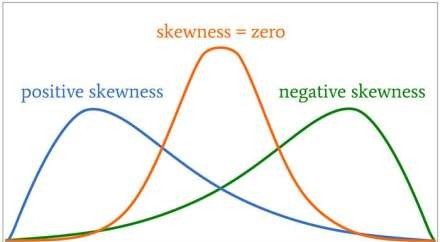 skewness = zero
positive skewness
negative skewness